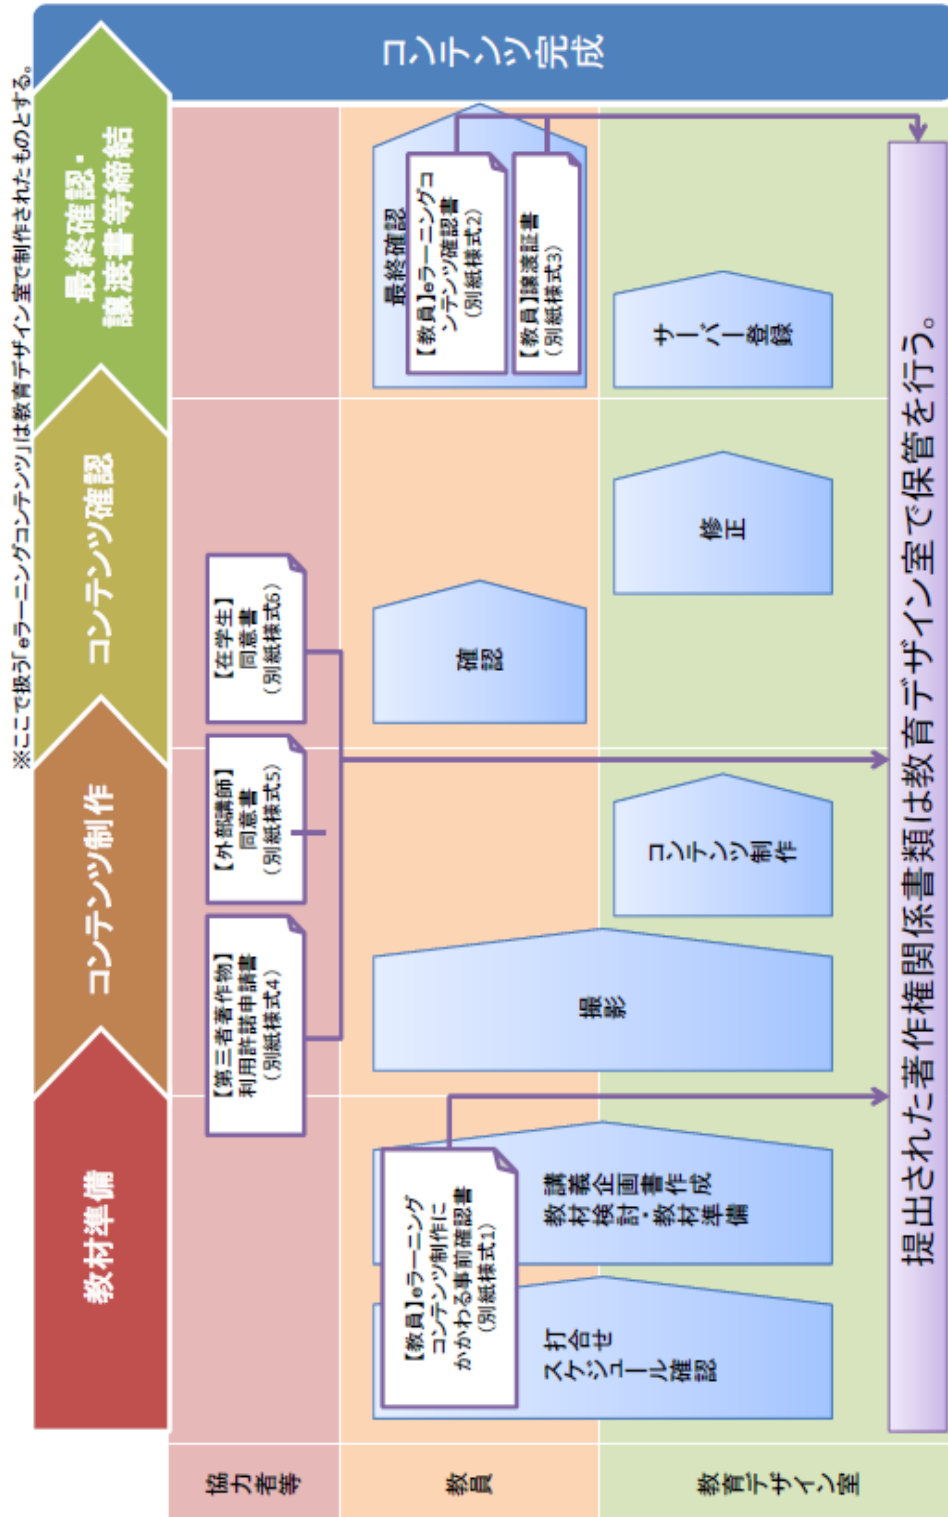 ※ここで扱う「eラーニングコンテンツ」は教育デザイン室で制作されたものとする。
教材準備
コンテンツ制作
コンテンツ確認
最終確認・
譲渡書等締結
コンテンツ完成
協力者等
【第三者著作物】
利用許諾申請書
（別紙様式4）
【外部講師】
同意書
（別紙様式5）
【在学生】
同意書
（別紙様式6）
教員
【教員】eラーニング
コンテンツ制作に
かかわる事前確認書
（別紙様式1）
打合せ
スケジュール確認
講義企画書作成
教材検討・教材準備
撮影
確認
最終確認
【教員】eラーニングコ
ンテンツ確認書
（別紙様式2）
【教員】譲渡証書
（別紙様式3）
教育デザイン室
コンテンツ
制作
修正
サーバー
登録
提出された著作権関係書類は教育デザイン室で保管を行う。